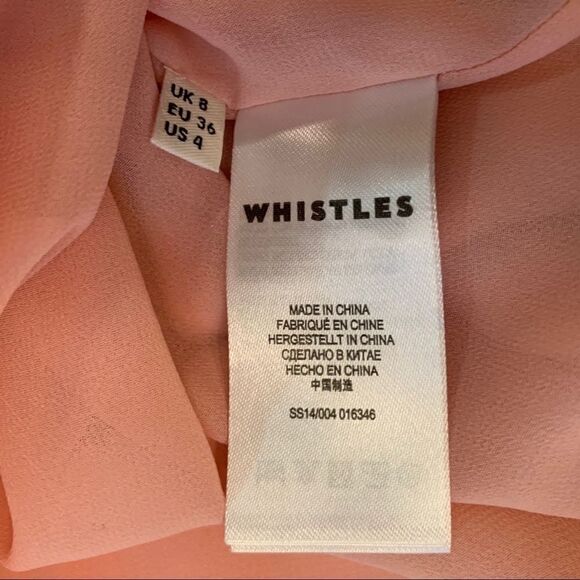 UK 8
EU 36
US 4
WHISTLES
MADE IN CHINA
FABRIQUÉ EN CHINE
HERGESTELLT IN CHINA
СДЕЛАНО В КИТАЕ
HECHO EN CHINA
中国制造
SS14/004 016346